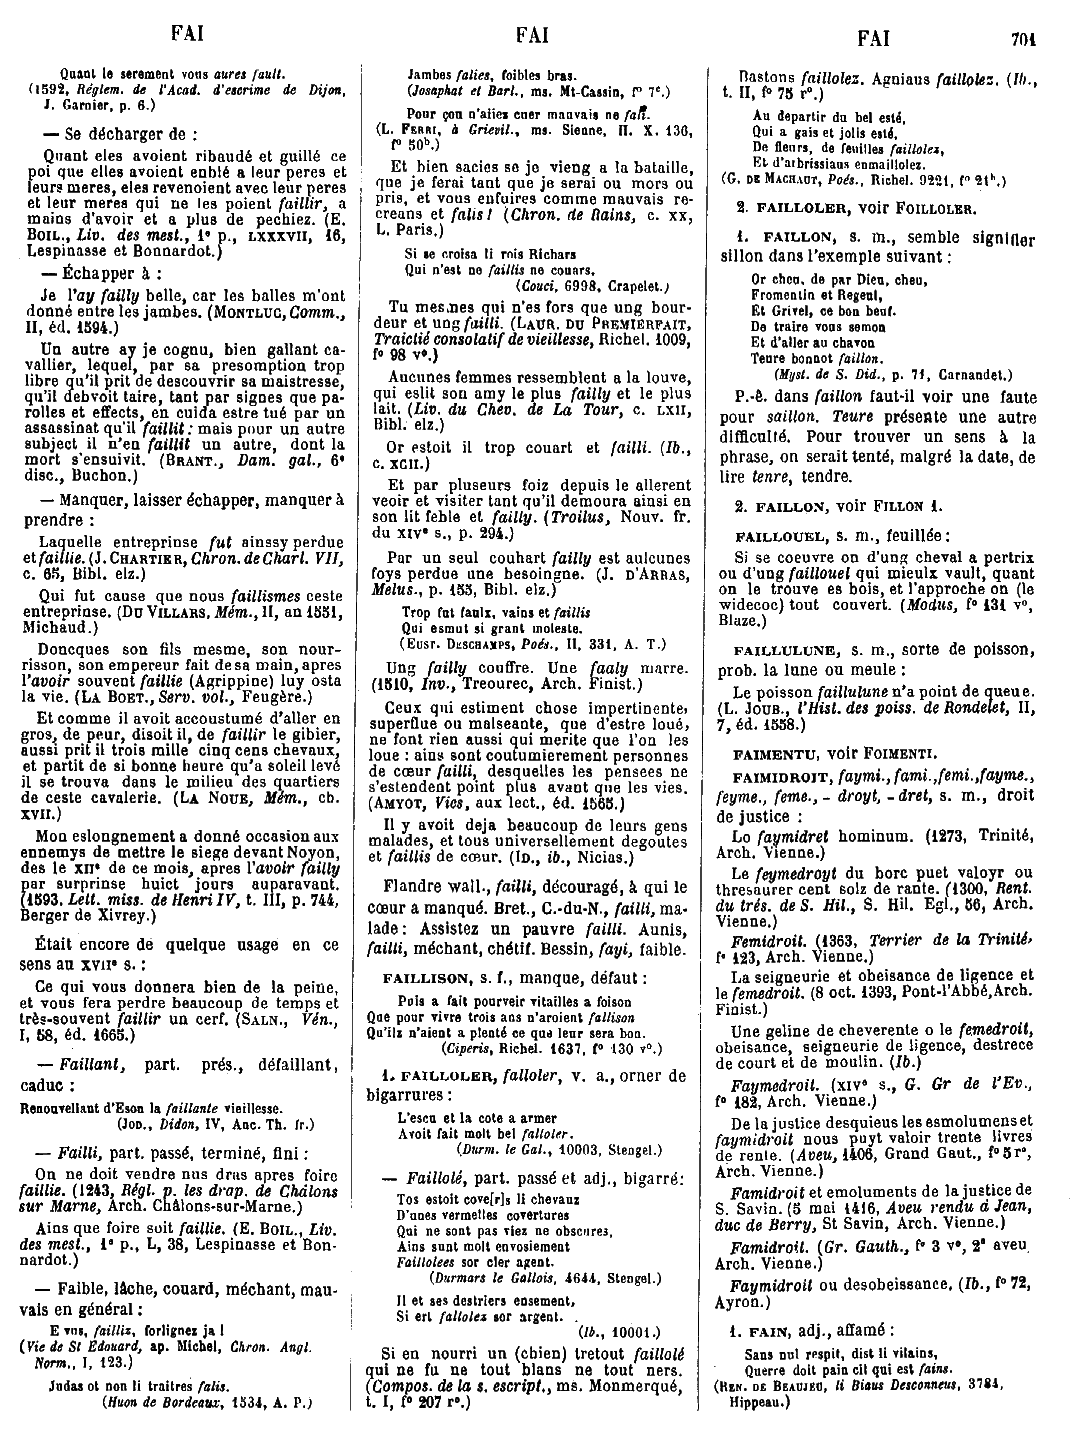 FAI
FAI
FAI
701
Quant le serement vous aures fault.
(1592, Réglem. de l'Acad. d'escrime de Dijon,
J. Garnier, p. 6.)
— Se décharger de :
Quant eles avoient ribaudé et guillé ce
poi que elles avoient enblé a leur peres et
leurs meres, eles revenoient avec leur peres
et leur meres qui ne les poient faillir, a
mains d'avoir et a plus de pechiez. (E.
BOIL., Liv. des mest., 1e p., LXXXVII, 16,
Lespinasse et Bonnardot.)
— Échapper à :
Je l'ay failly belle, car les balles m'ont
donné entre les jambes. (MONTLUC, Comm.,
II, éd. 1594.)
Un autre ay je cognu, bien gallant ca-
vallier, lequel, par sa presomption trop
libre qu'il prit de descouvrir sa maistresse,
qu'il debvoit taire, tant par signes que pa-
rolles et effects, en cuida estre tué par un
assassinat qu'il faillit : mais pour un autre
subject il n'en faillit un autre, dont la
mort s'ensuivit. (BRANT., Dam. gal., 6e
disc., Buchon.)
— Manquer, laisser échapper, manquer à
prendre :
Laquelle entreprinse fut ainssy perdue
et faillie. (J. CHARTIER, Chron. de Charl. VII,
c. 65, Bibl. elz.)
Qui fut cause que nous faillismes ceste
entreprinse. (DU VILLARS, Mém., II, an 1551,
Michaud.)
Doncques son fils mesme, son nour-
risson, son empereur fait de sa main, apres
l'avoir souvent faillie (Agrippine) luy osta
la vie. (LA BOET., Serv. vol., Feugère.)
Et comme il avoit accoustumé d'aller en
gros, de peur, disoit il, de faillir le gibier,
aussi prit il trois mille cinq cens chevaux,
et partit de si bonne heure qu'a soleil levé
il se trouva dans le milieu des quartiers
de ceste cavalerie. (LA NOUE, Mém., ch.
XVII.)
Mon eslongnement a donné occasion aux
ennemys de mettre le siege devant Noyon,
des le XIIe de ce mois, apres l'avoir failly
par surprinse huict jours auparavant.
(1593. Lett. miss. de Henri IV, t. III, p. 744,
Berger de Xivrey.)
Était encore de quelque usage en ce
sens au XVIIe s. :
Ce qui vous donnera bien de la peine,
et vous fera perdre beaucoup de temps et
très-souvent faillir un cerf. (SALN., Vén.,
I, 58, éd. 1665.)
— Faillant, part. prés., défaillant,
caduc :
Renouvellant d'Eson la faillante vieillesse.
(JOD., Didon, IV, Anc. Th. fr.)
— Failli, part. passé, terminé, fini :
On ne doit vendre nus dras apres foire
faillie. (1243, Régl. p. les drap. de Châlons
sur Marne, Arch. Châlons-sur-Marne.)
Ains que foire soit faillie. (E. BOIL., Liv.
des mest., 1e p., L, 38, Lespinasse et Bon-
nardot.)
— Faible, lâche, couard, méchant, mau-
vais en général :
E vus, failliz, forlignez ja !
(Vie de St Edouard, ap. Michel, Chron. Angl.
Norm., I, 123.)
Judas ot non li traitres falis.
(Huon de Bordeaux, 1534, A. P.)
Jambes falies, foibles bras.
(Josaphat et Barl., ms. Mt-Cassin, fo 7c.)
Pour çou n'aiiez cuer mauvais ne fali.
(L. FERRI, à Grievil., ms. Sienne, H. X. 136,
fo 50b.)
Et bien sacies se je vieng a la bataille,
que je ferai tant que je serai ou mors ou
pris, et vous enfuires comme mauvais re-
creans et falis ! (Chron. de Rains, c. XX,
L. Paris.)
Si se croisa li rois Richars
Qui n'est ne faillis ne couars.
(Couci, 6998, Crapelet.)
Tu mesmes qui n'es fors que ung bour-
deur et ung failli. (LAUR. DU PREMIERFAIT,
Traictié consolatif de vieillesse, Richel. 1009,
fo 98 vo.)
Aucunes femmes ressemblent a la louve,
qui eslit son amy le plus failly et le plus
lait. (Liv. du Chev. de La Tour, c. LXII,
Bibl. elz.)
Or estoit il trop couart et failli. (Ib.,
c. XCII.)
Et par pluseurs foiz depuis le allerent
veoir et visiter tant qu'il demoura ainsi en
son lit feble et failly. (Troilus, Nouv. fr.
du XIVe s., p. 294.)
Par un seul couhart failly est aulcunes
foys perdue une besoingne. (J. D'ARRAS,
Melus., p. 155, Bibl. elz.)
Trop fut faulx, vains et faillis
Qui esmut si grant moleste.
(EUST. DESCHAMPS, Poés., II, 331, A. T.)
Ung failly couffre. Une faaly marre.
(1510, Inv., Treourec, Arch. Finist.)
Ceux qui estiment chose impertinente,
superflue ou malseante, que d'estre loué,
ne font rien aussi qui merite que l'on les
loue : ains sont coutumierement personnes
de cœur failli, desquelles les pensees ne
s'estendent point plus avant que les vies.
(AMYOT, Vies, aux lect., éd. 1565.)
Il y avoit deja beaucoup de leurs gens
malades, et tous universellement degoutes
et faillis de cœur. (ID., ib., Nicias.)
Flandre wall., failli, découragé, à qui le
cœur a manqué. Bret., C.-du-N., failli, ma-
lade : Assistez un pauvre failli. Aunis,
failli, méchant, chétif. Bessin, fayi, faible.
FAILLISON, s. f., manque, défaut :
Puis a fait pourveir vitailles a foison
Que pour vivre trois ans n'aroient fallison
Qu'ilz n'aient a plenté ce que leur sera bon.
(Ciperis, Richel. 1637, fo 130 vo.)
1. FAILLOLER, falloler, v. a., orner de
bigarrures :
L'escu et la cote a armer
Avoit fait molt bel falloler.
(Durm. le Gal., 10003, Stengel.)
— Faillolé, part. passé et adj., bigarré :
Tos estoit cove[r]s li chevauz
D'unes vermelles covertures
Qui ne sont pas viez ne obscures,
Ains sunt molt envosiement
Faillolees sor cler agent.
(Durmars le Gallois, 4644, Stengel.)
Il et ses destriers ensement,
Si ert fallolez sor argent.
(Ib., 10001.)
Si en nourri un (chien) tretout faillolé
qui ne fu ne tout blans ne tout ners.
(Compos. de la s. escript., ms. Monmerqué,
t. I, fo 207 ro.)
Bastons faillolez. Agniaus faillolez. (Ib.,
t. II, fo 75 ro.)
Au departir du bel esté,
Qui a gais et jolis esté,
De fleurs, de feuilles faillolez,
Et d'arbrissiaus enmaillolez.
(G. DE MACHAUT, Poés., Richel. 9221, fo 21b.)
2. FAILLOLER, voir FOILLOLER.
1. FAILLON, s. m., semble signifier
sillon dans l'exemple suivant :
Or cheu, de par Dieu, cheu,
Fromentin et Regent,
Et Grivel, ce bon beuf.
De traire vous semon
Et d'aller au chavon
Teure bonnot faillon.
(Myst. de S. Did., p. 71, Carnandet.)
P.-ê. dans faillon faut-il voir une faute
pour saillon. Teure présente une autre
difficulté. Pour trouver un sens à la
phrase, on serait tenté, malgré la date, de
lire tenre, tendre.
2. FAILLON, voir FILLON 1.
FAILLOUEL, s. m., feuillée :
Si se coeuvre on d'ung cheval a pertrix
ou d'ung faillouel qui mieulx vault, quant
on le trouve es bois, et l'approche on (le
widecoc) tout couvert. (Modus, fo 131 vo,
Blaze.)
FAILLULUNE, s. m., sorte de poisson,
prob. la lune ou meule :
Le poisson faillulune n'a point de queue.
(L. JOUB., l'Hist. des poiss. de Rondelet, II,
7, éd. 1558.)
FAIMENTU, voir FOIMENTI.
FAIMIDROIT, faymi., fami., femi., fayme.,
feyme., feme., - droyt, - dret, s. m., droit
de justice :
Lo faymidret hominum. (1273, Trinité,
Arch. Vienne.)
Le feymedroyt du borc puet valoyr ou
thresaurer cent solz de rante. (1300, Rent.
du trés. de S. Hil., S. Hil. Egl., 56, Arch.
Vienne.)
Femidroit. (1363, Terrier de la Trinité,
fo 123, Arch. Vienne.)
La seigneurie et obeisance de ligence et
le femedroit. (8 oct. 1393, Pont-l'Abbé, Arch.
Finist.)
Une geline de cheverente o le femedroit,
obeisance, seigneurie de ligence, destrece
de court et de moulin. (Ib.)
Faymedroit. (XIVe s., G. Gr de l'Ev.,
fo 182, Arch. Vienne.)
De la justice desquieus les esmolumens et
faymidroit nous puyt valoir trente livres
de rente. (Aveu, 1406, Grand Gaut., fo 5 ro,
Arch. Vienne.)
Famidroit et emoluments de la justice de
S. Savin. (5 mai 1416, Aveu rendu à Jean,
duc de Berry, St Savin, Arch. Vienne.)
Famidroit. (Gr. Gauth., fo 3 vo, 2e aveu,
Arch. Vienne.)
Faymidroit ou desobeissance. (Ib., fo 72,
Ayron.)
1. FAIN, adj., affamé :
Sans nul respit, dist li vilains,
Querre doit pain cil qui est fains.
(REN. DE BEAUJEU, li Biaus Desconneus, 3784,
Hippeau.)